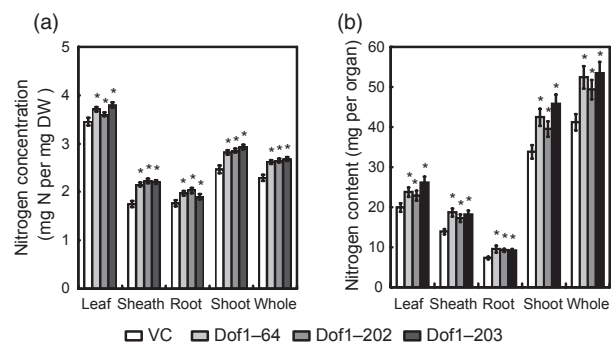 (a)
Nitrogen concentration
(mg N per mg DW)
5
4
3
2
1
0
* * *
* * *
* * *
* * *
* * *
Leaf Sheath Root Shoot Whole
(b)
Nitrogen content (mg per organ)
60
50
40
30
20
10
0
* * *
* * *
* * *
* * *
* * *
Leaf Sheath Root Shoot Whole
VC Dof1–64 Dof1–202 Dof1–203